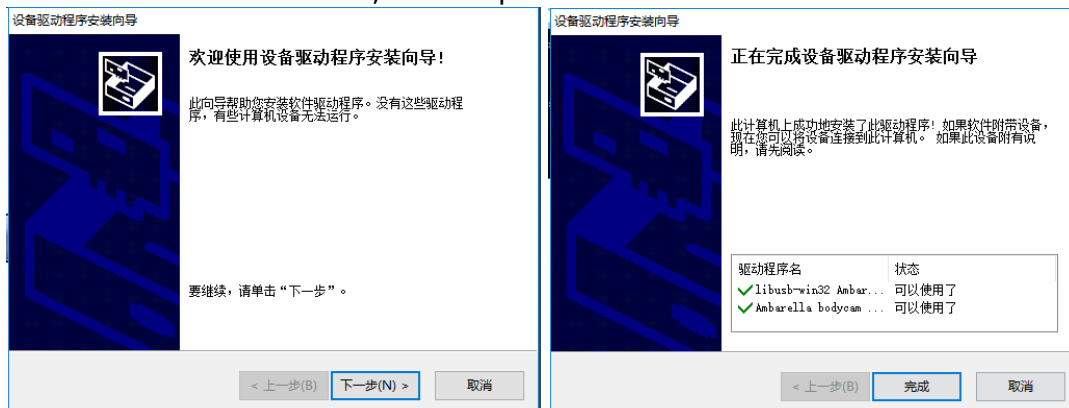 设备驱动程序安装向导
欢迎使用设备驱动程序安装向导!
此向导帮助您安装软件驱动程序。没有这些驱动程
序，有些计算机设备无法运行。
要继续，请单击“下一步”。
< 上一步(B)
下一步(N) >
取消
设备驱动程序安装向导
正在完成设备驱动程序安装向导
此计算机上成功地安装了此驱动程序! 如果软件附带设备，
现在您可以将设备连接到此计算机。 如果此设备附有说
明，请先阅读。
驱动程序名 状态
libusb-win32 Ambar... 可以使用了
Ambarella bodycam ... 可以使用了
< 上一步(B)
完成
取消